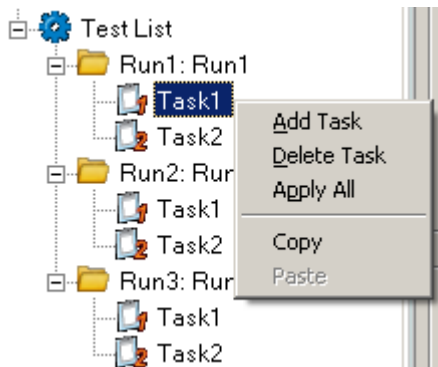 Test List
Run1: Run1
Task1
Task2
Run2: Run
Task1
Task2
Run3: Run
Task1
Task2
Add Task
Delete Task
Apply All
Copy
Paste